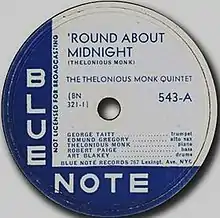 'ROUND ABOUT
MIDNIGHT
(THELONIOUS MONK)
THE THELONIOUS MONK QUINTET
(BN
321-1)
543-A
GEORGE TAITT ........ trumpet
EDMUND GREGORY ...... alto sax
THELONIOUS MONK ........ piano
ROBERT PAIGE ............ bass
ART BLAKEY ............. drums
BLUE NOTE RECORDS 767 Lexingt. Ave. NYC.
BLUE
NOT LICENSED FOR BROADCASTING
NOTE